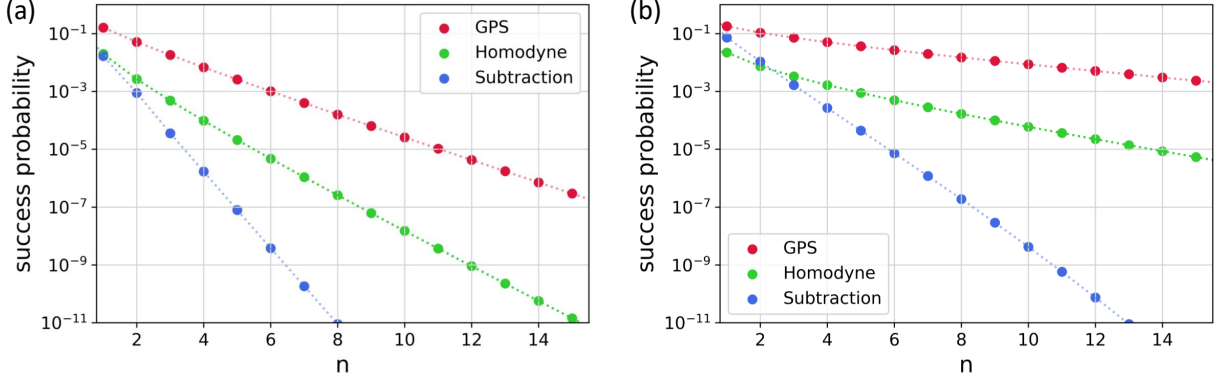 (a)
success probability
10⁻¹
10⁻³
10⁻⁵
10⁻⁷
10⁻⁹
10⁻¹¹
GPS
Homodyne
Subtraction
2 4 6 8 10 12 14
n
(b)
success probability
10⁻¹
10⁻³
10⁻⁵
10⁻⁷
10⁻⁹
10⁻¹¹
GPS
Homodyne
Subtraction
2 4 6 8 10 12 14
n